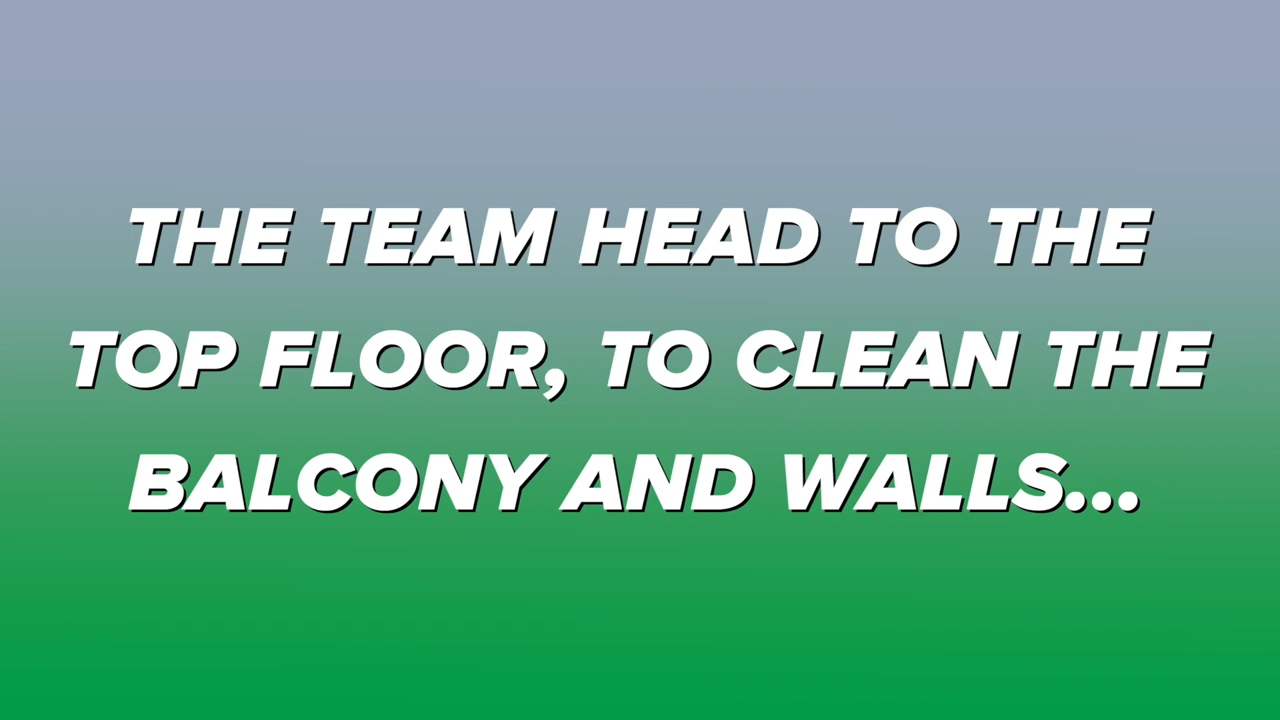 THE TEAM HEAD TO THE
TOP FLOOR, TO CLEAN THE
BALCONY AND WALLS...